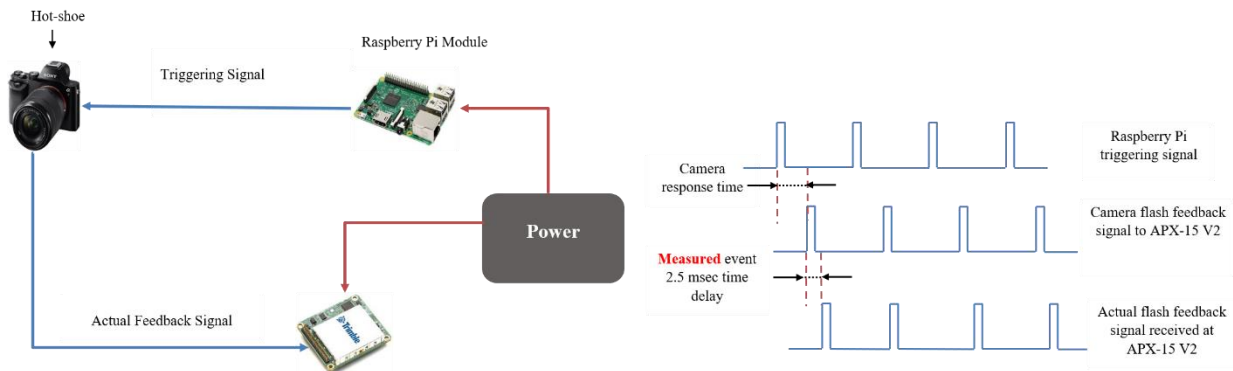 Hot-shoe
Raspberry Pi Module
Triggering Signal
SONY
Power
Actual Feedback Signal
Trimble
Raspberry Pi
triggering signal
Camera
response time
Camera flash feedback
signal to APX-15 V2
Measured event
2.5 msec time
delay
Actual flash feedback
signal received at
APX-15 V2